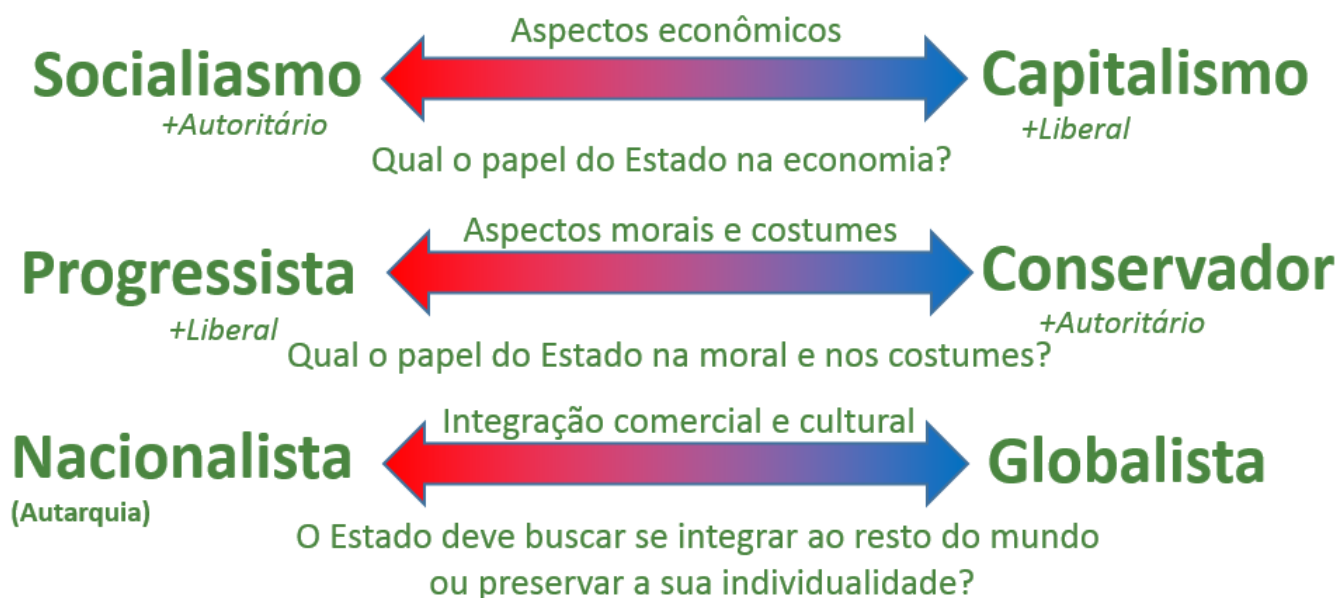 Aspectos econômicos
Socialiasmo
Capitalismo
+Autoritário
+Liberal
Qual o papel do Estado na economia?
Aspectos morais e costumes
Progressista
Conservador
+Liberal
+Autoritário
Qual o papel do Estado na moral e nos costumes?
Integração comercial e cultural
Nacionalista
Globalista
(Autarquia)
O Estado deve buscar se integrar ao resto do mundo
ou preservar a sua individualidade?